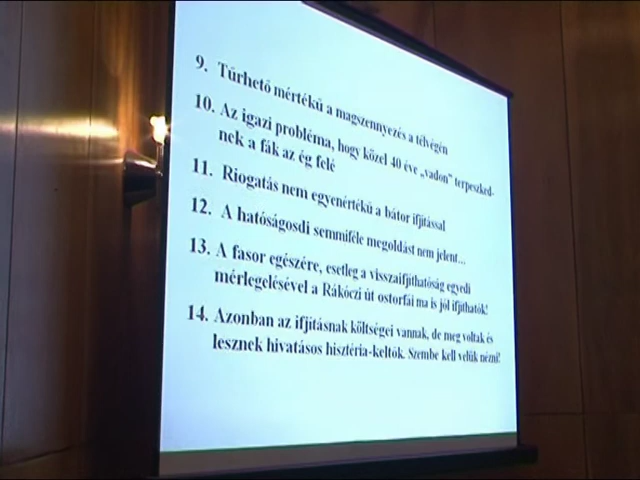 9. Tűrhető mértékű a magszennyezés a télvégén
10. Az igazi probléma, hogy közel 40 éve „vadon” terpeszked-
nek a fák az ég felé
11. Riogatás nem egyenértékű a bátor ifjítással
12. A hatóságosdi semmiféle megoldást nem jelent...
13. A fasor egészére, esetleg a visszaifjíthatóság egyedi
mérlegelésével a Rákóczi út ostorfái ma is jól ifjíthatók!
14. Azonban az ifjításnak költségei vannak, de meg voltak és
lesznek hivatásos hisztéria-keltők. Szembe kell velük nézni!